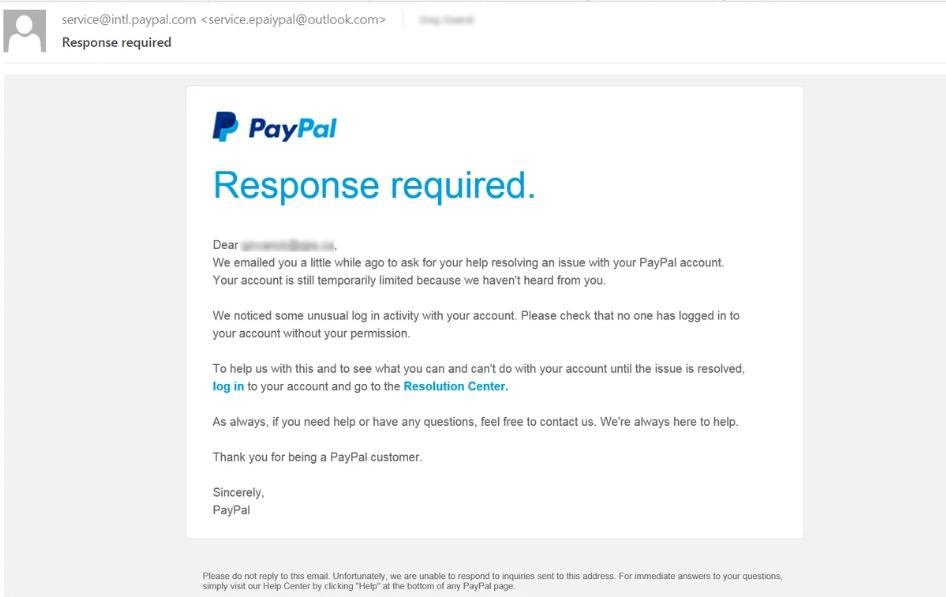 service@intl.paypal.com <service.epaiypal@outlook.com>
Response required
PayPal
Response required.
Dear
We emailed you a little while ago to ask for your help resolving an issue with your PayPal account.
Your account is still temporarily limited because we haven't heard from you.
We noticed some unusual log in activity with your account. Please check that no one has logged in to
your account without your permission.
To help us with this and to see what you can and can't do with your account until the issue is resolved,
log in to your account and go to the Resolution Center.
As always, if you need help or have any questions, feel free to contact us. We're always here to help.
Thank you for being a PayPal customer.
Sincerely,
PayPal
Please do not reply to this email. Unfortunately, we are unable to respond to inquiries sent to this address. For immediate answers to your questions,
simply visit our Help Center by clicking "Help" at the bottom of any PayPal page.